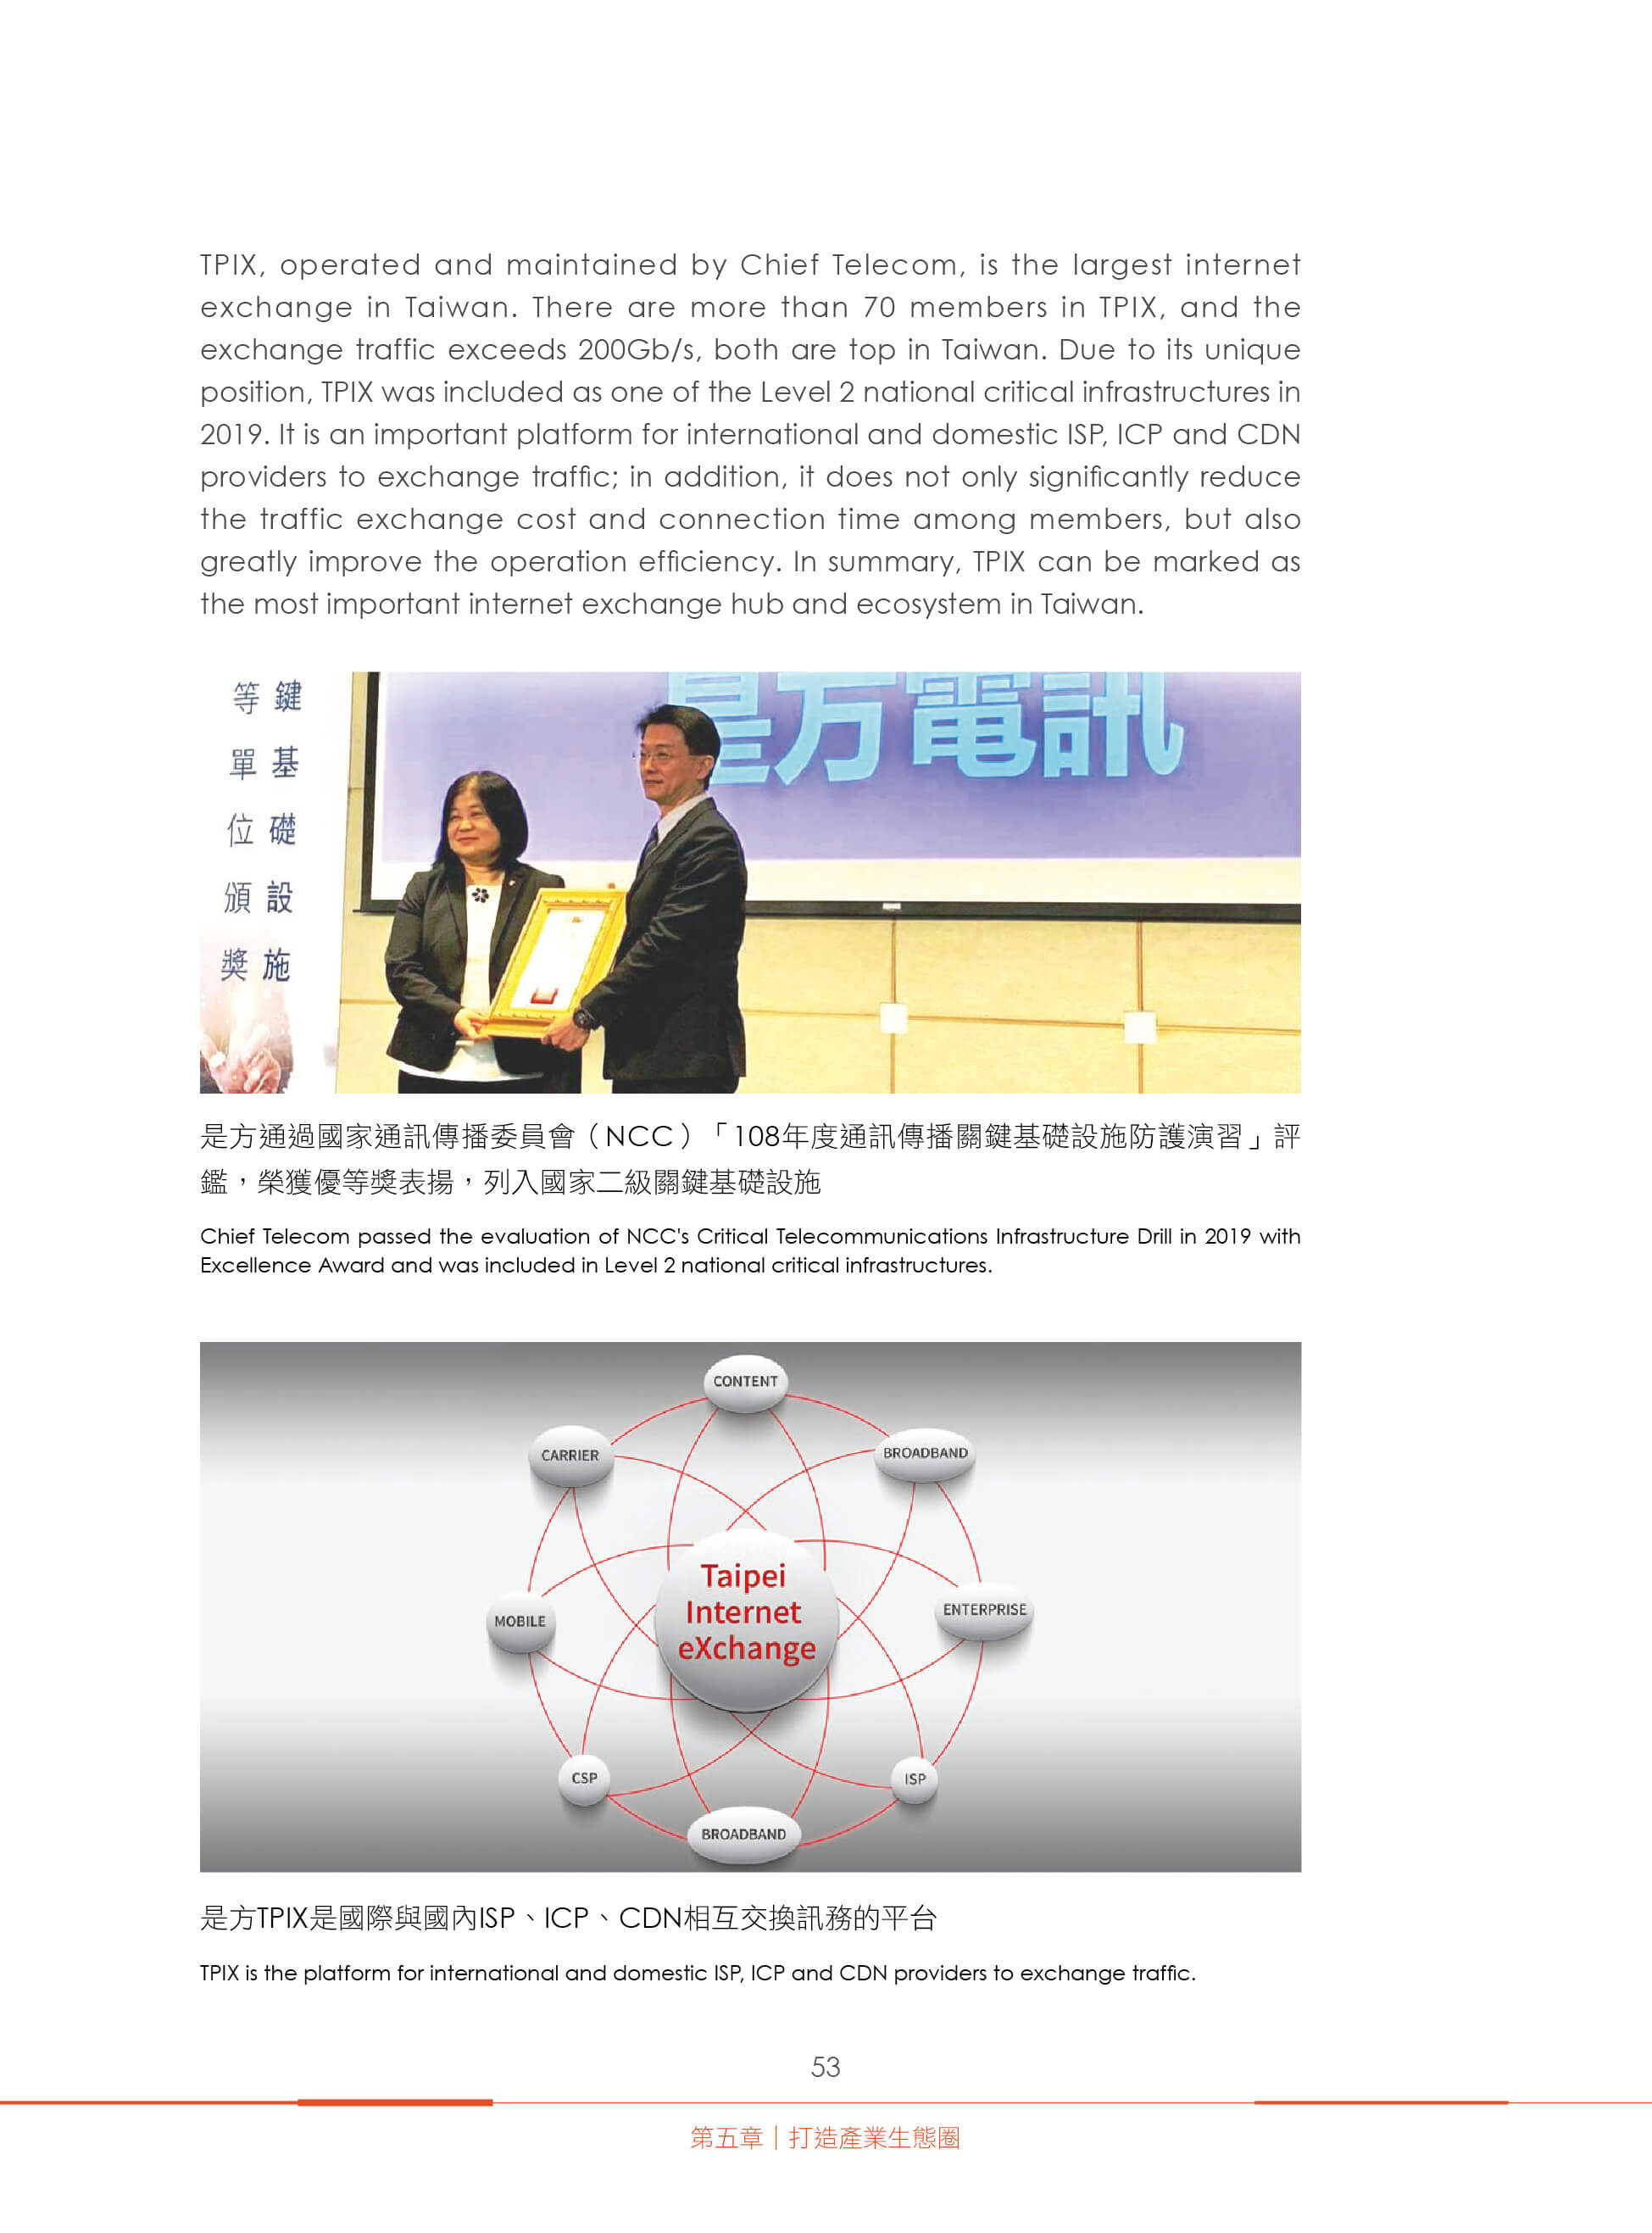 TPIX, operated and maintained by Chief Telecom, is the largest internet
exchange in Taiwan. There are more than 70 members in TPIX, and the
exchange traffic exceeds 200Gb/s, both are top in Taiwan. Due to its unique
position, TPIX was included as one of the Level 2 national critical infrastructures in
2019. It is an important platform for international and domestic ISP, ICP and CDN
providers to exchange traffic; in addition, it does not only significantly reduce
the traffic exchange cost and connection time among members, but also
greatly improve the operation efficiency. In summary, TPIX can be marked as
the most important internet exchange hub and ecosystem in Taiwan.
鍵基礎設施
等單位頒獎
是方電訊
是方通過國家通訊傳播委員會（NCC）「108年度通訊傳播關鍵基礎設施防護演習」評
鑑，榮獲優等獎表揚，列入國家二級關鍵基礎設施
Chief Telecom passed the evaluation of NCC's Critical Telecommunications Infrastructure Drill in 2019 with
Excellence Award and was included in Level 2 national critical infrastructures.
CONTENT
CARRIER
BROADBAND
Taipei
Internet
eXchange
MOBILE
ENTERPRISE
CSP
ISP
BROADBAND
是方TPIX是國際與國內ISP、ICP、CDN相互交換訊務的平台
TPIX is the platform for international and domestic ISP, ICP and CDN providers to exchange traffic.
53
第五章｜打造產業生態圈